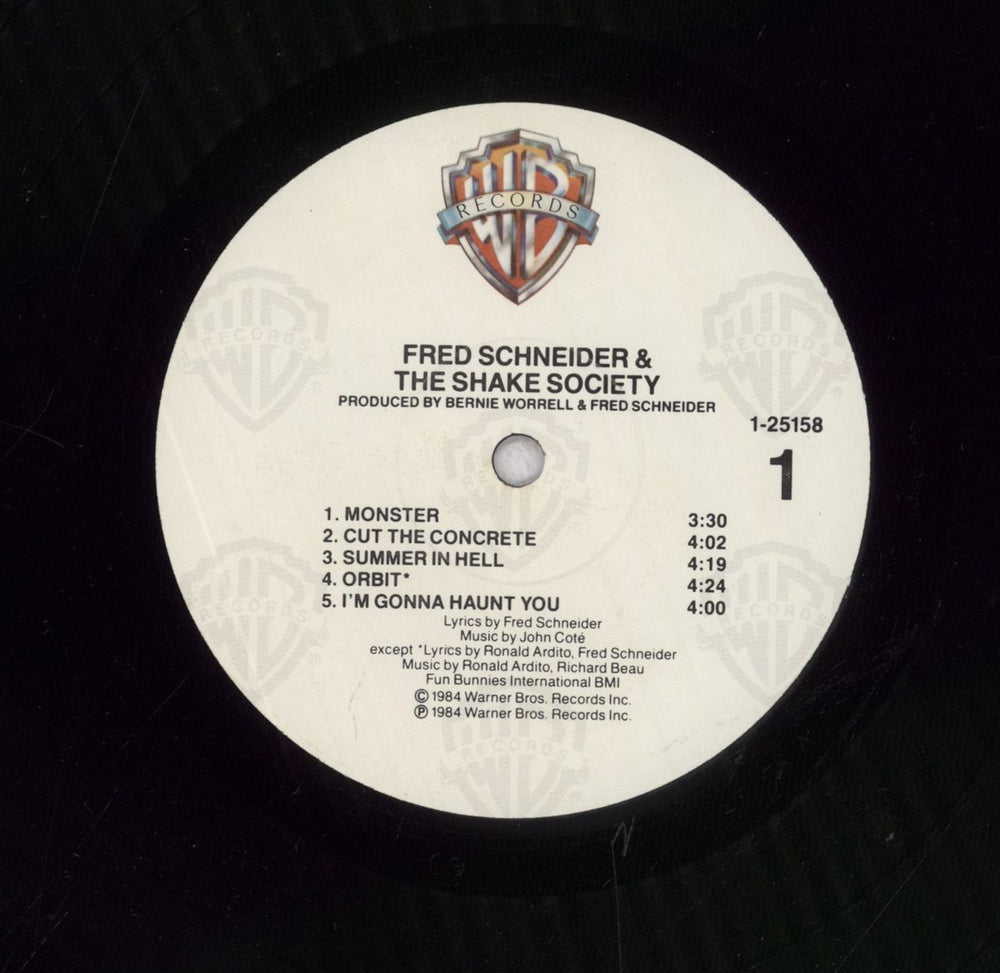 RECORDS
FRED SCHNEIDER &
THE SHAKE SOCIETY
PRODUCED BY BERNIE WORRELL & FRED SCHNEIDER
1-25158
1
1. MONSTER 3:30
2. CUT THE CONCRETE 4:02
3. SUMMER IN HELL 4:19
4. ORBIT* 4:24
5. I'M GONNA HAUNT YOU 4:00
Lyrics by Fred Schneider
Music by John Coté
except *Lyrics by Ronald Ardito, Fred Schneider
Music by Ronald Ardito, Richard Beau
Fun Bunnies International BMI
© 1984 Warner Bros. Records Inc.
℗ 1984 Warner Bros. Records Inc.